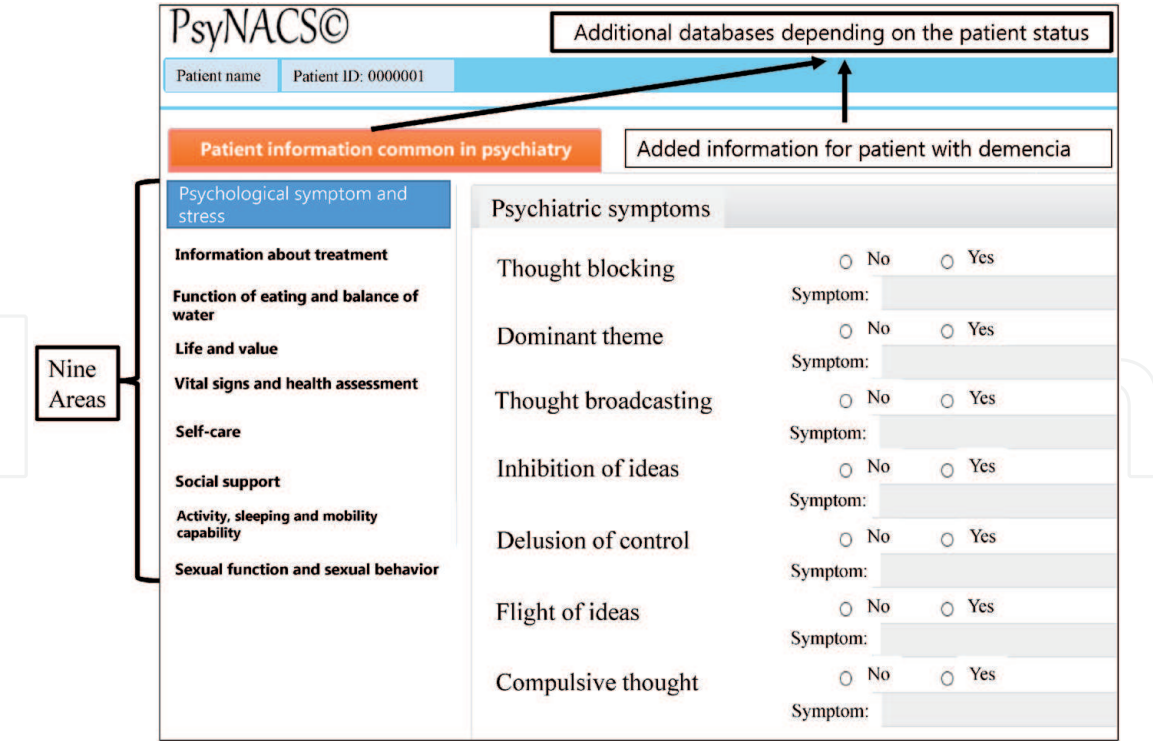 PsyNACS©
Additional databases depending on the patient status
Patient name
Patient ID: 0000001
Patient information common in psychiatry
Added information for patient with demencia
Nine
Areas
Psychological symptom and
stress
Information about treatment
Function of eating and balance of
water
Life and value
Vital signs and health assessment
Self-care
Social support
Activity, sleeping and mobility
capability
Sexual function and sexual behavior
Psychiatric symptoms
Thought blocking No Yes
Symptom:
Dominant theme No Yes
Symptom:
Thought broadcasting No Yes
Symptom:
Inhibition of ideas No Yes
Symptom:
Delusion of control No Yes
Symptom:
Flight of ideas No Yes
Symptom:
Compulsive thought No Yes
Symptom: